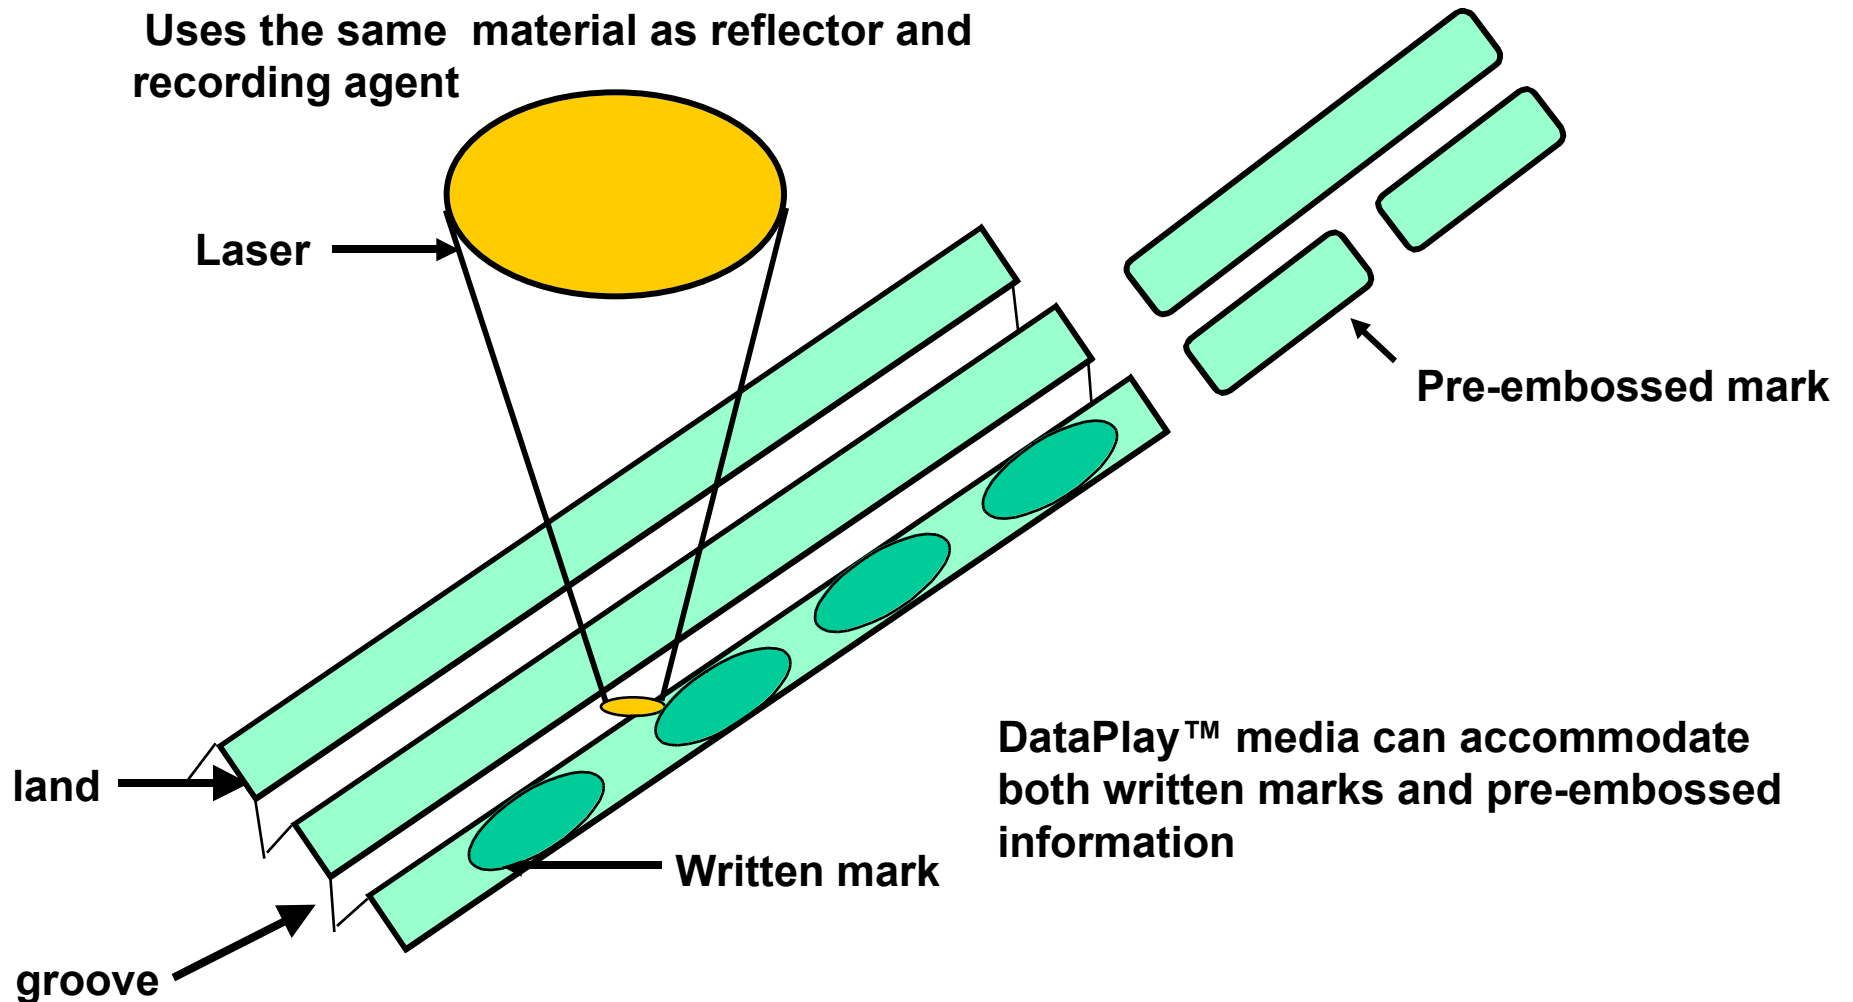 Uses the same  material as reflector and
recording agent
Laser
Pre-embossed mark
DataPlay™ media can accommodate
both written marks and pre-embossed
information
land
Written mark
groove